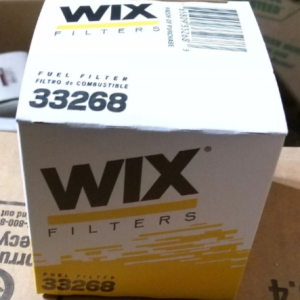 WIX
FILTERS
FUEL FILTER
FILTRO de COMBUSTIBLE
33268
WIX®
FILTERS
FUEL FILTER
33268